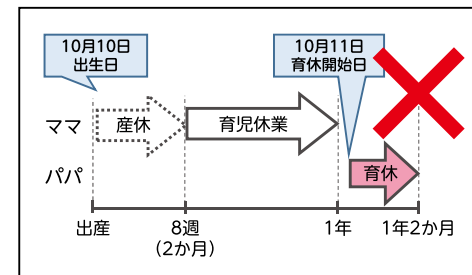 10月10日
出生日
10月11日
育休開始日
ママ
産休
育児休業
パパ
育休
出産
8週
(2か月)
1年
1年2か月